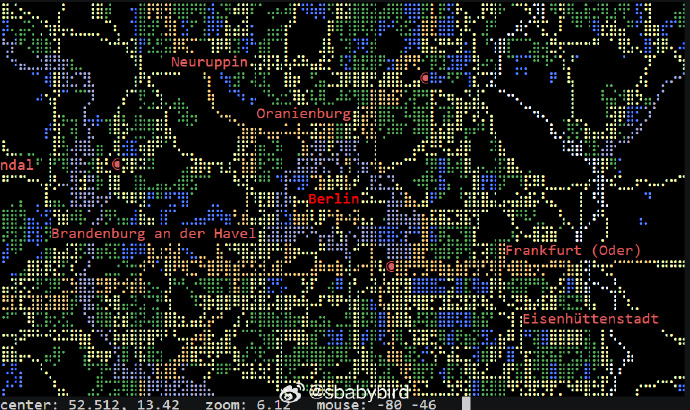 Neuruppin
Oranienburg
ndal
Berlin
Brandenburg an der Havel
Frankfurt (Oder)
Eisenhüttenstadt
@sbabybird
center: 52.512, 13.42 zoom: 6.12 mouse: -80 -46